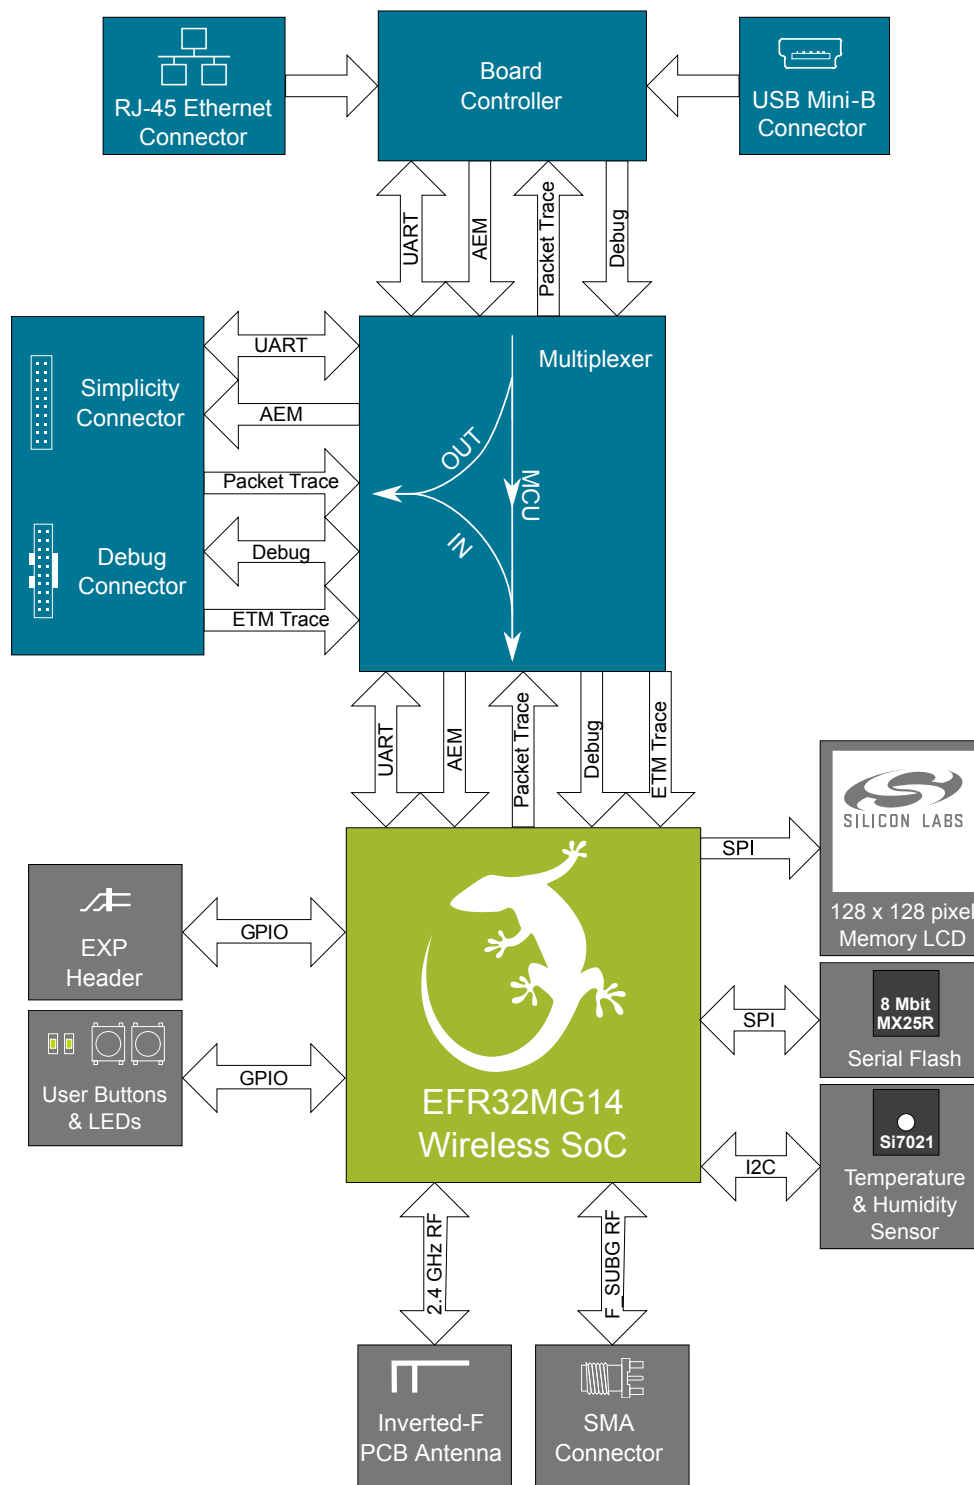 RJ-45 Ethernet
Connector
Board
Controller
USB Mini-B
Connector
UART
AEM
Packet Trace
Debug
Simplicity
Connector
Debug
Connector
UART
AEM
Packet Trace
Debug
ETM Trace
Multiplexer
OUT
MCU
IN
UART
AEM
Packet Trace
Debug
ETM Trace
SPI
SILICON LABS
128 x 128 pixel
Memory LCD
EXP
Header
GPIO
User Buttons
& LEDs
GPIO
EFR32MG14
Wireless SoC
SPI
8 Mbit
MX25R
Serial Flash
I2C
Si7021
Temperature
& Humidity
Sensor
2.4 GHz RF
F_SUBG RF
Inverted-F
PCB Antenna
SMA
Connector